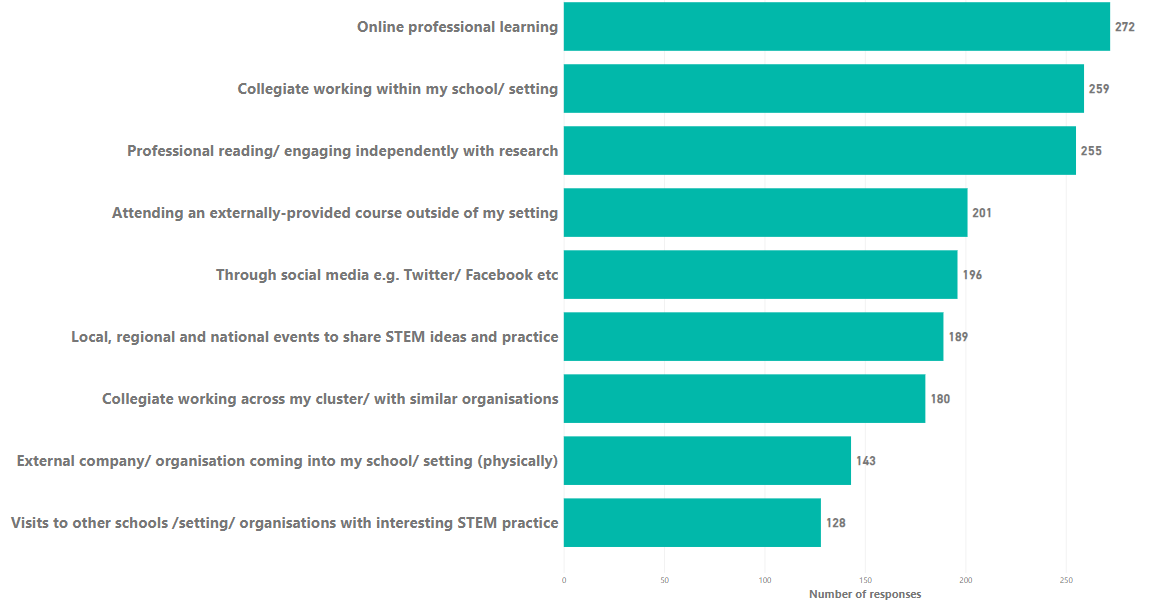 Online professional learning 272
Collegiate working within my school/ setting 259
Professional reading/ engaging independently with research 255
Attending an externally-provided course outside of my setting 201
Through social media e.g. Twitter/ Facebook etc 196
Local, regional and national events to share STEM ideas and practice 189
Collegiate working across my cluster/ with similar organisations 180
External company/ organisation coming into my school/ setting (physically) 143
Visits to other schools /setting/ organisations with interesting STEM practice 128
0 50 100 150 200 250
Number of responses